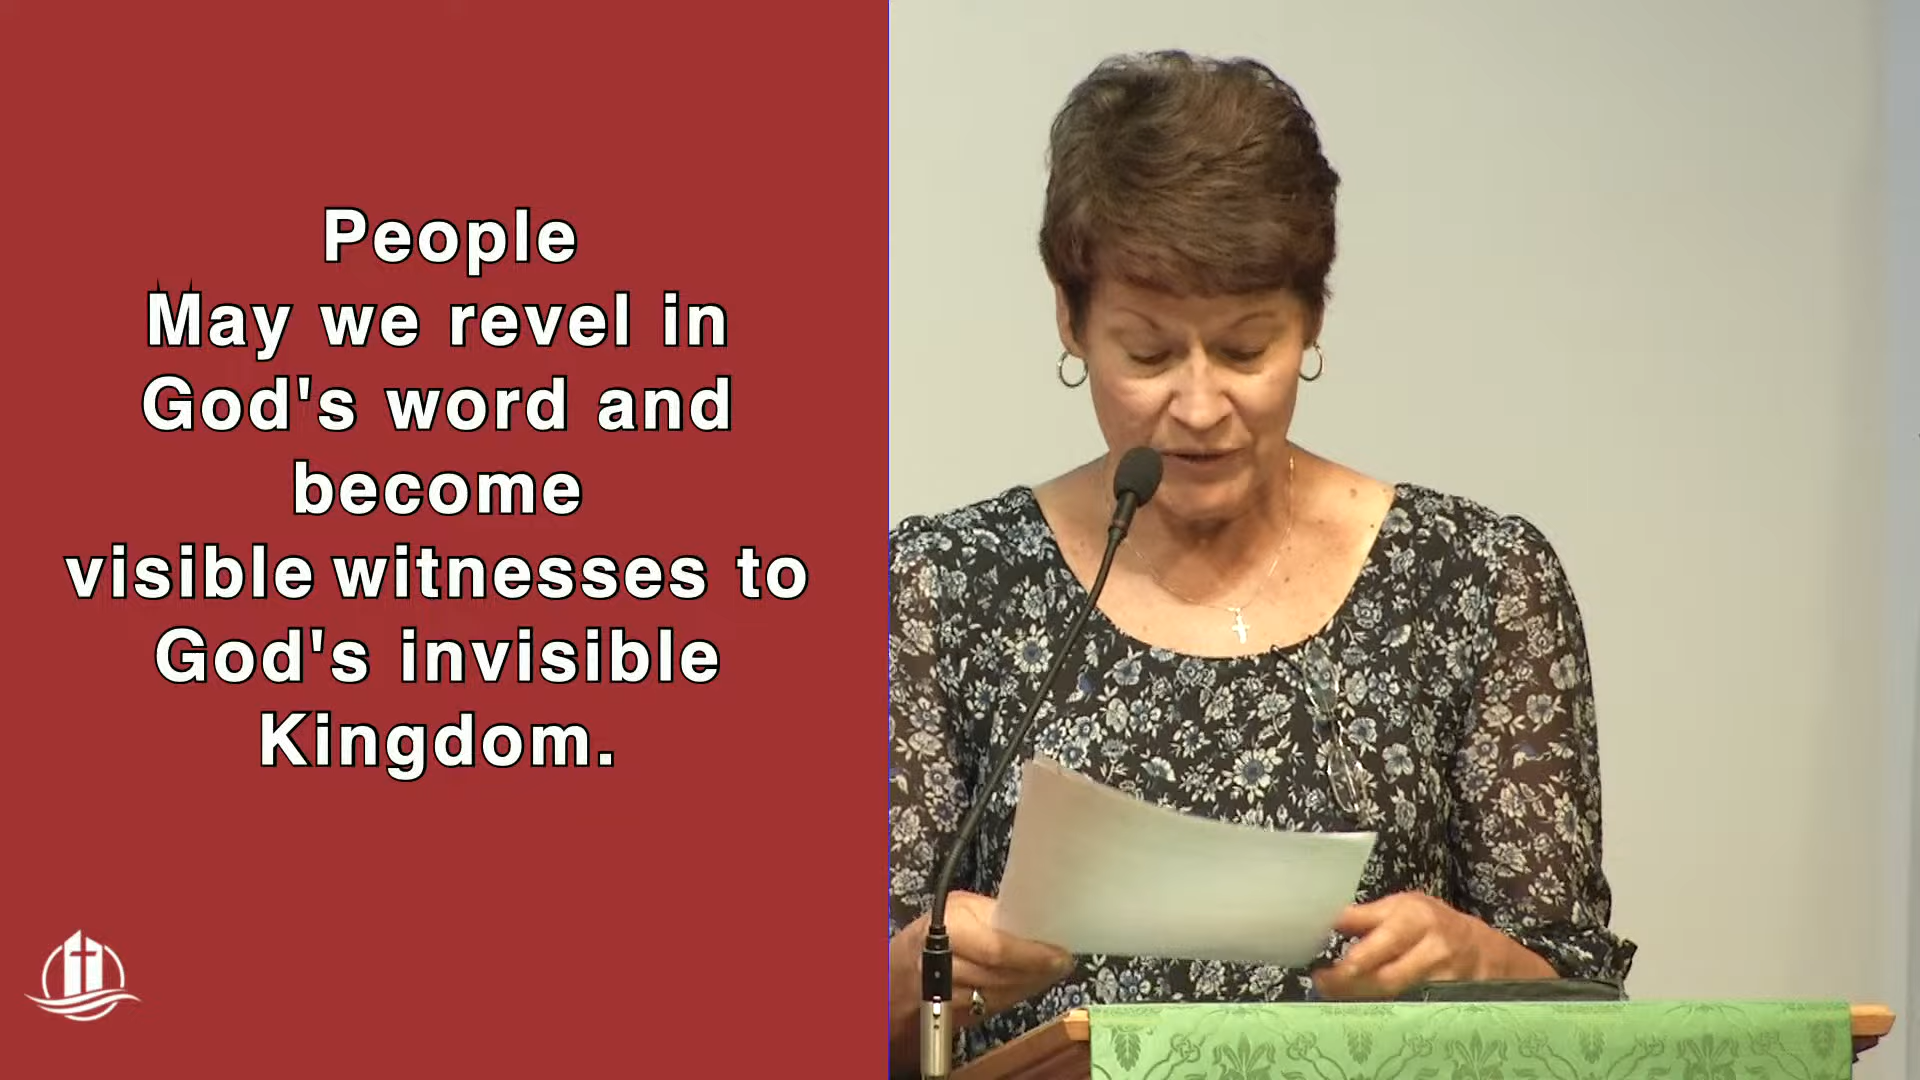 People
May we revel in
God's word and
become
visible witnesses to
God's invisible
Kingdom.